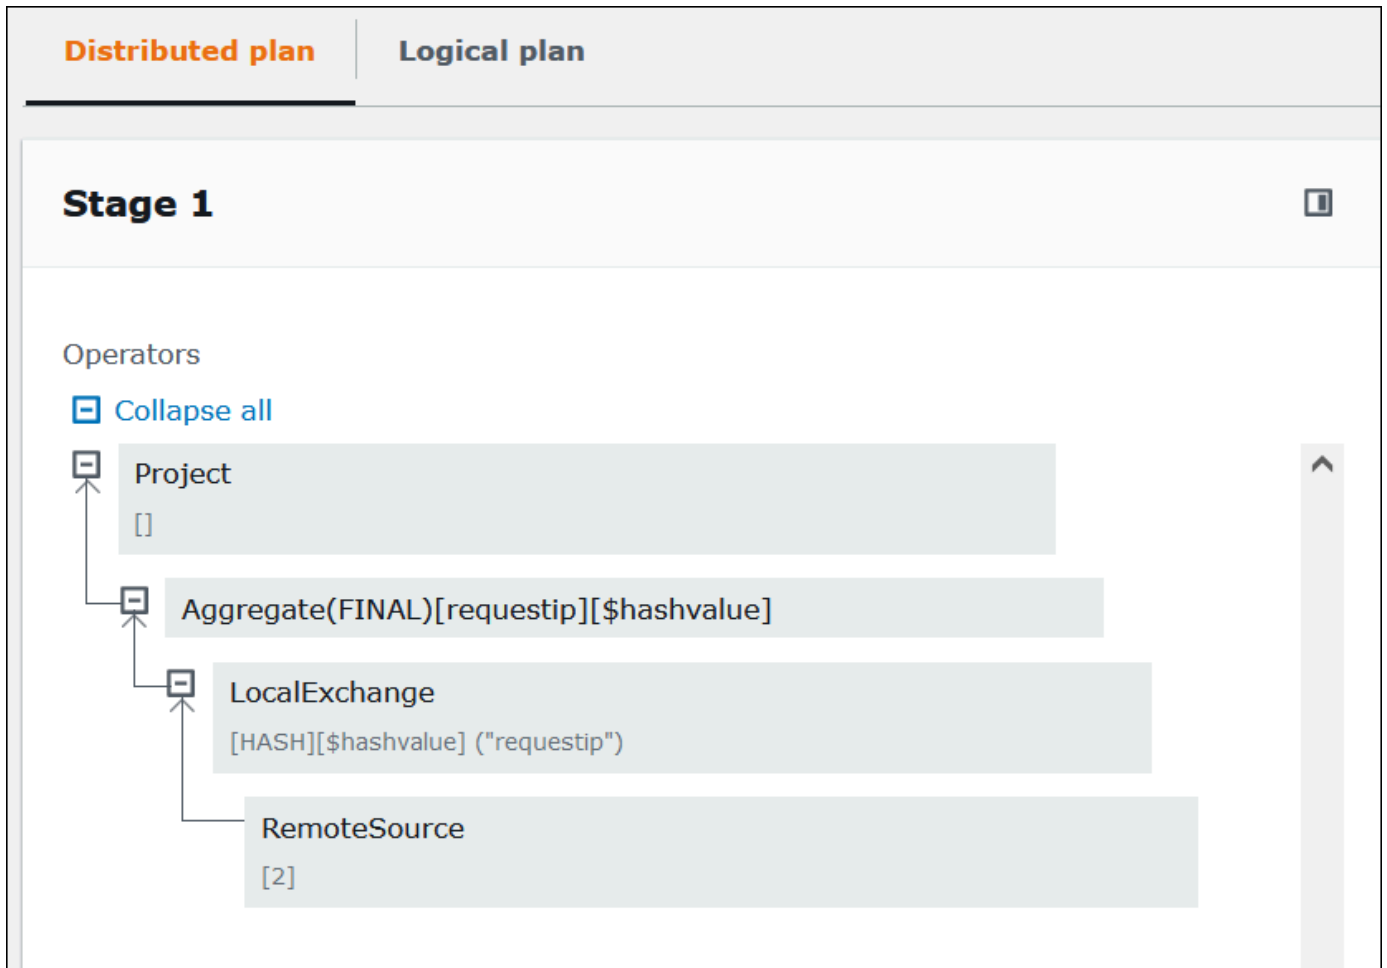 Distributed plan
Logical plan
Stage 1
Operators
Collapse all
Project
[]
Aggregate(FINAL)[requestip][$hashvalue]
LocalExchange
[HASH][$hashvalue] ("requestip")
RemoteSource
[2]